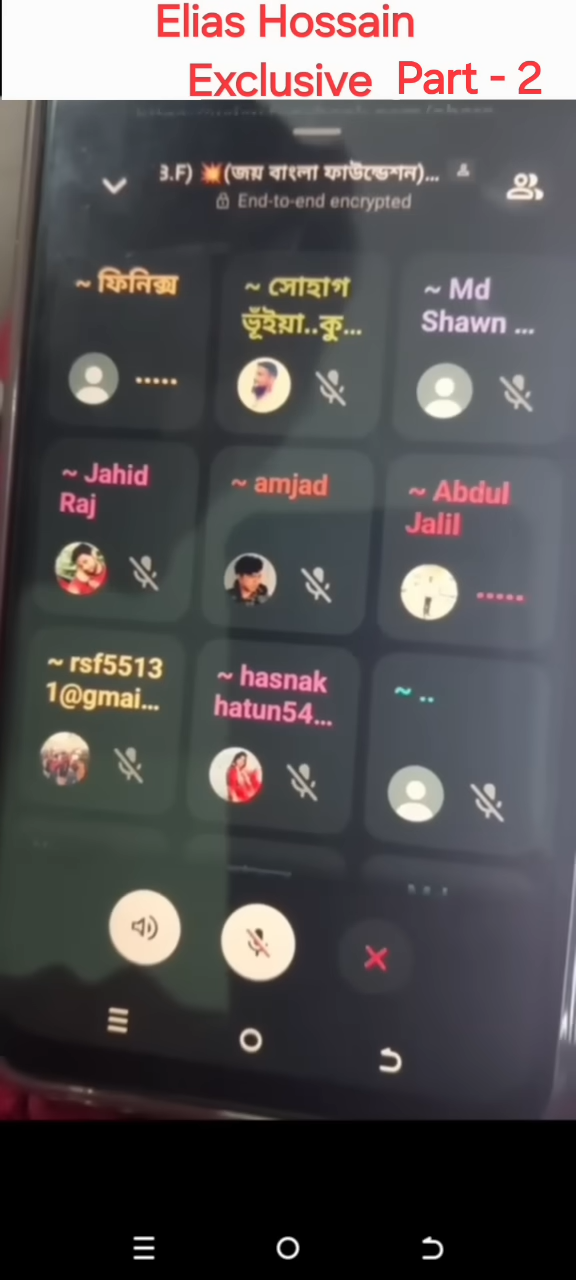 Elias Hossain
Exclusive Part - 2
3.F) 💥(জয় বাংলা ফাউন্ডেশন)...
End-to-end encrypted
~ ফিনিক্স
~ সোহাগ
ভূঁইয়া..কু...
~ Md
Shawn ...
~ Jahid
Raj
~ amjad
~ Abdul
Jalil
~ rsf5513
1@gmai...
~ hasnak
hatun54...
~ ..